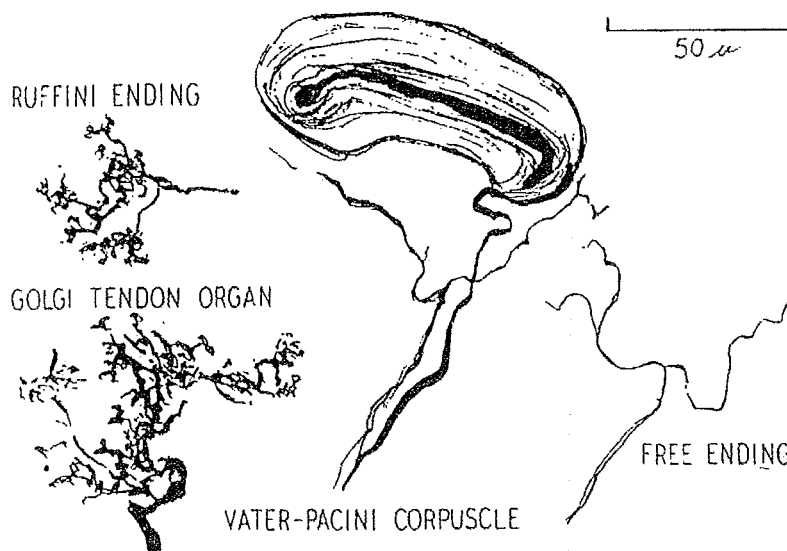 50 u
RUFFINI ENDING
GOLGI TENDON ORGAN
FREE ENDING
VATER-PACINI CORPUSCLE